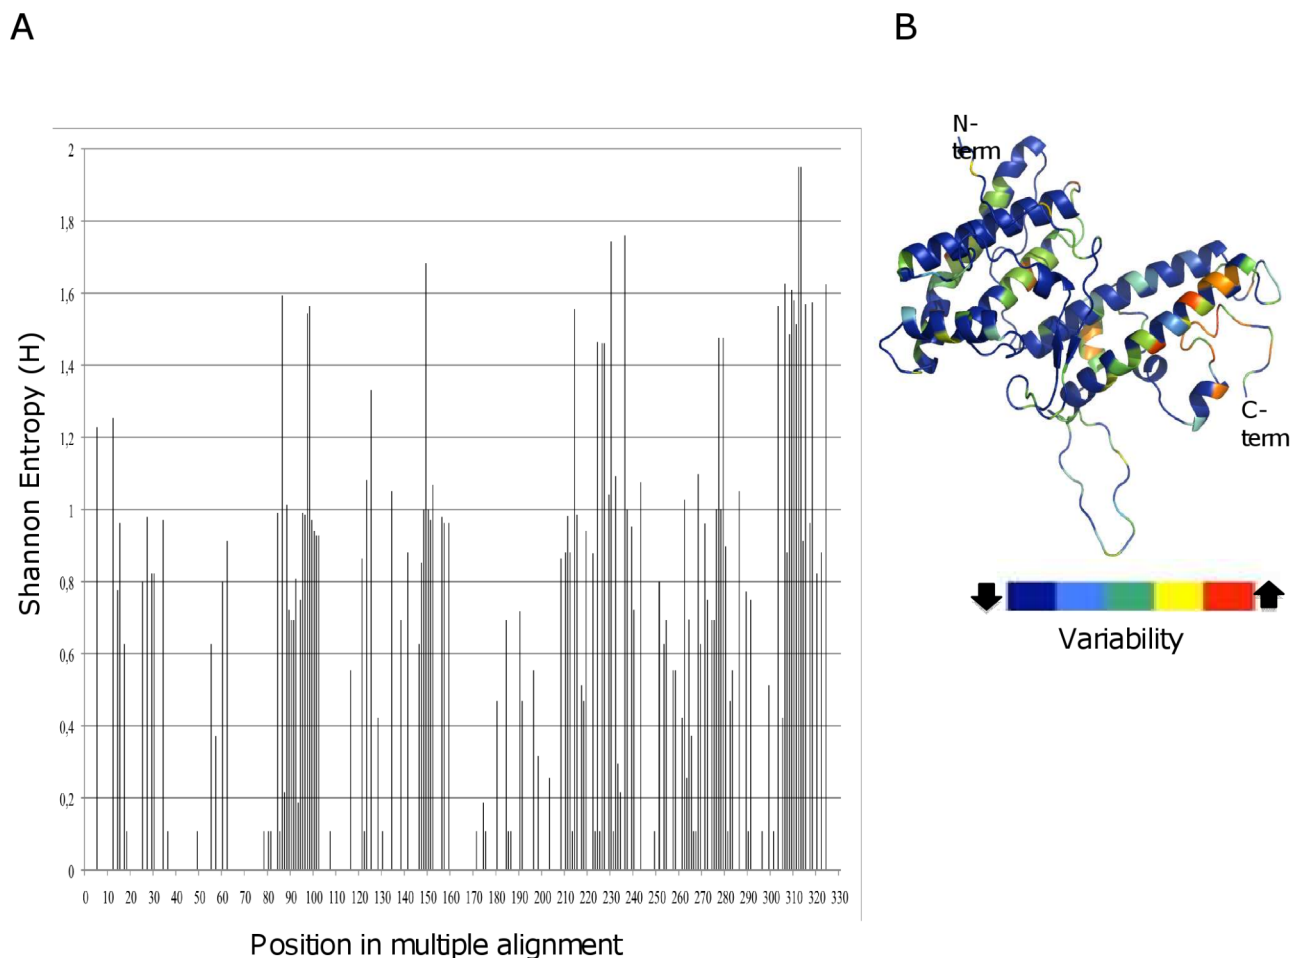 A
B
N-
term
2
1,8
1,6
1,4
1,2
1
0,8
0,6
0,4
0,2
0
Shannon Entropy (H)
0 10 20 30 40 50 60 70 80 90 100 110 120 130 140 150 160 170 180 190 200 210 220 230 240 250 260 270 280 290 300 310 320 330
Position in multiple alignment
C-
term
Variability